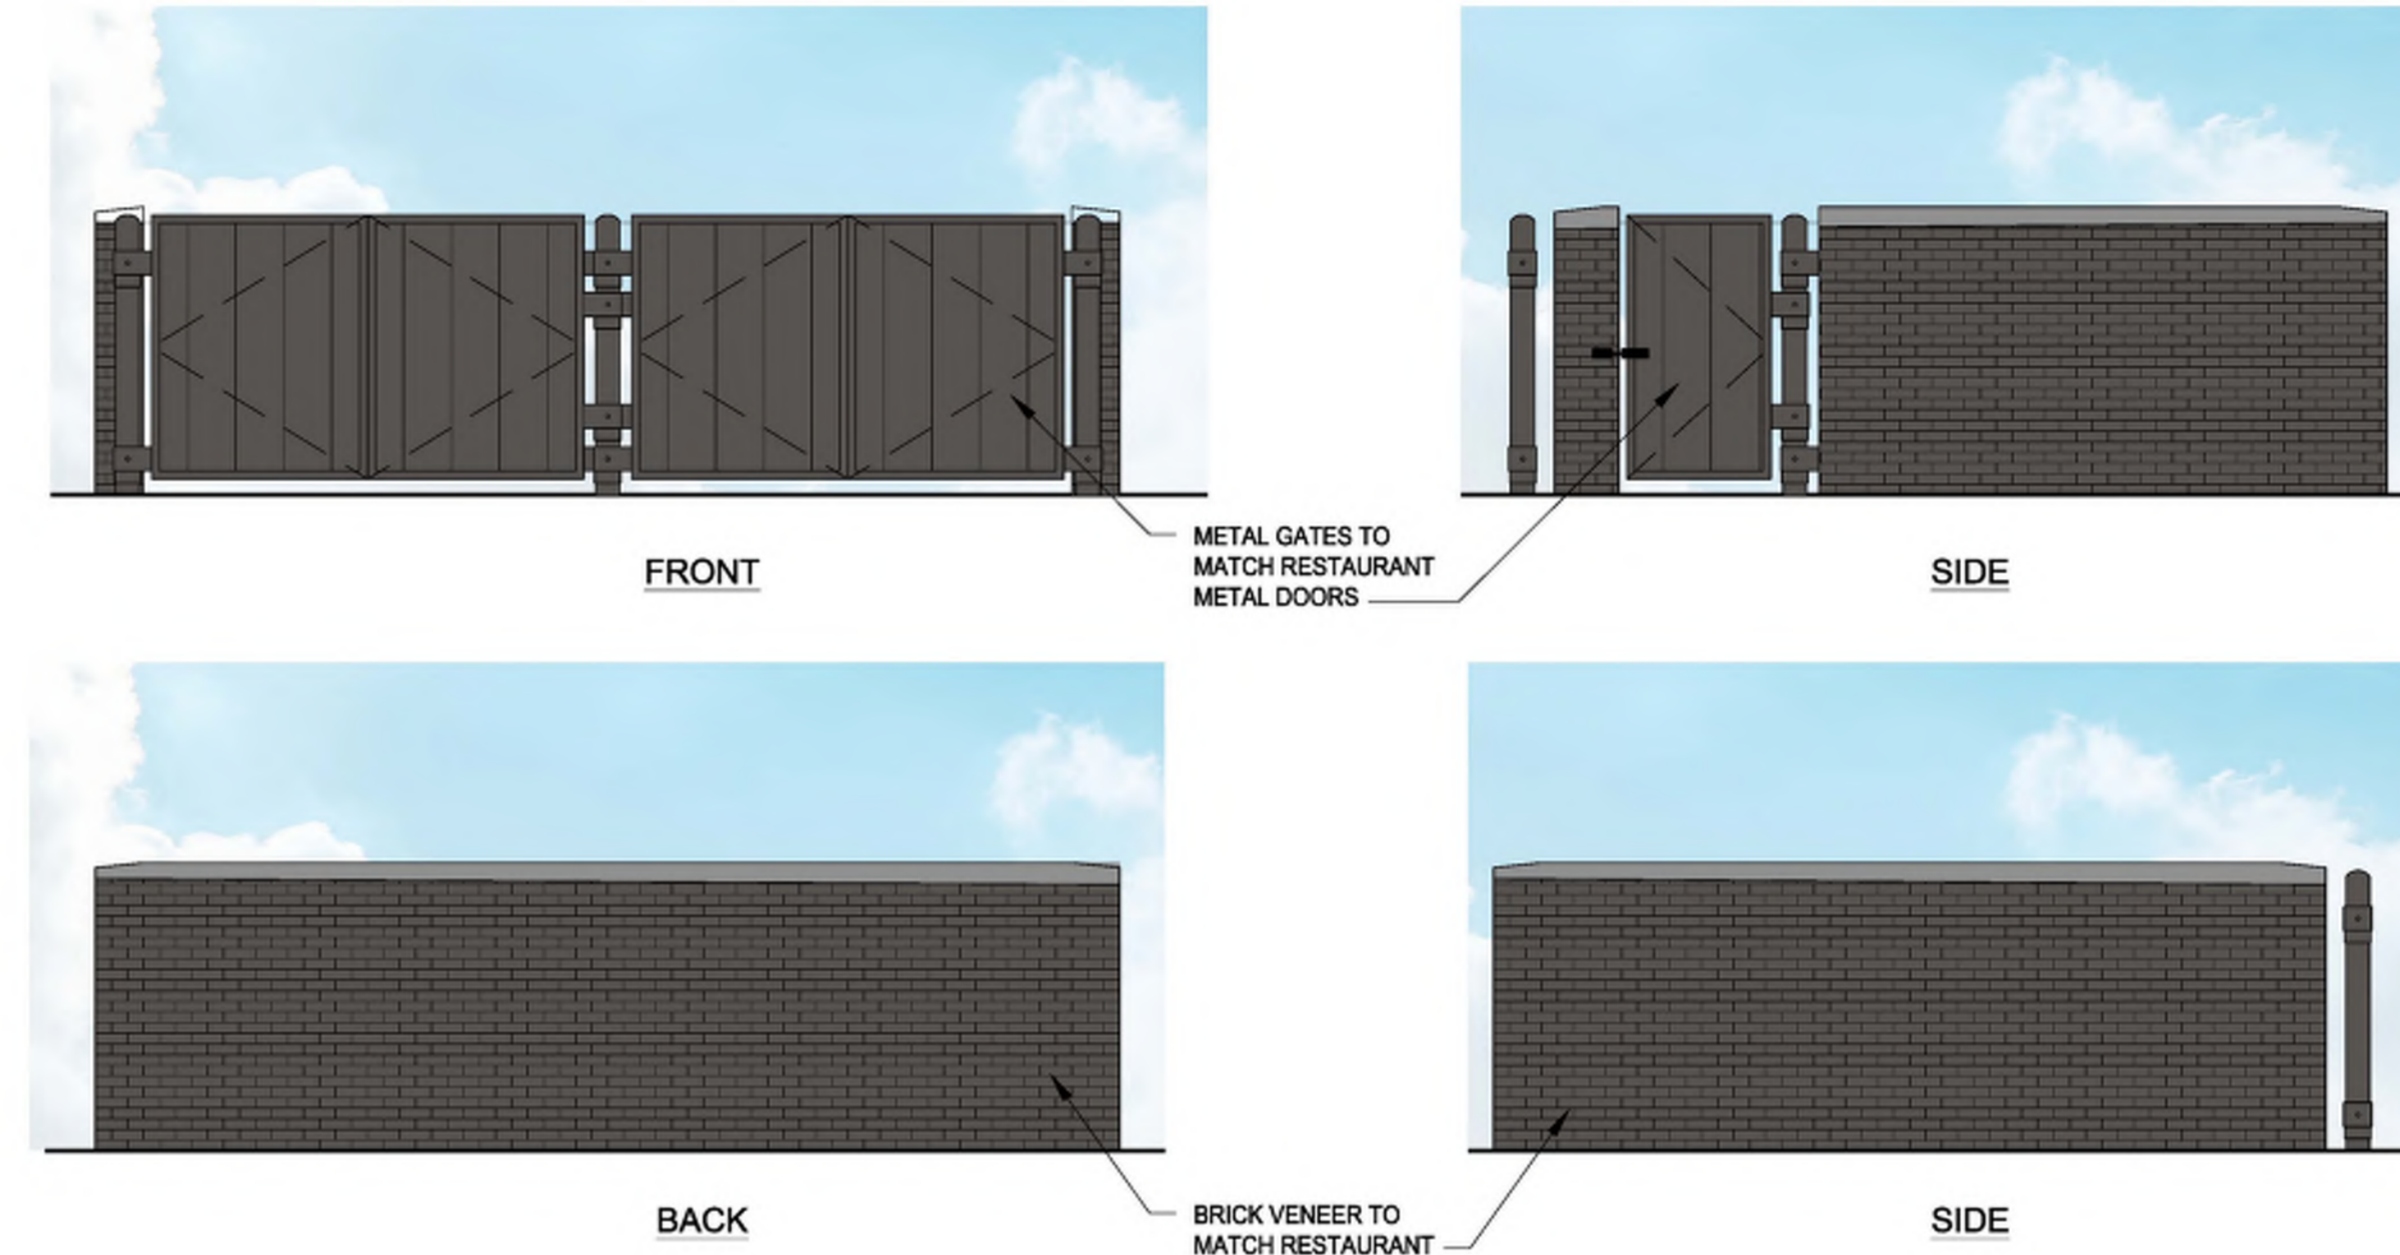 METAL GATES TO
MATCH RESTAURANT
METAL DOORS
FRONT
SIDE
BRICK VENEER TO
MATCH RESTAURANT
BACK
SIDE